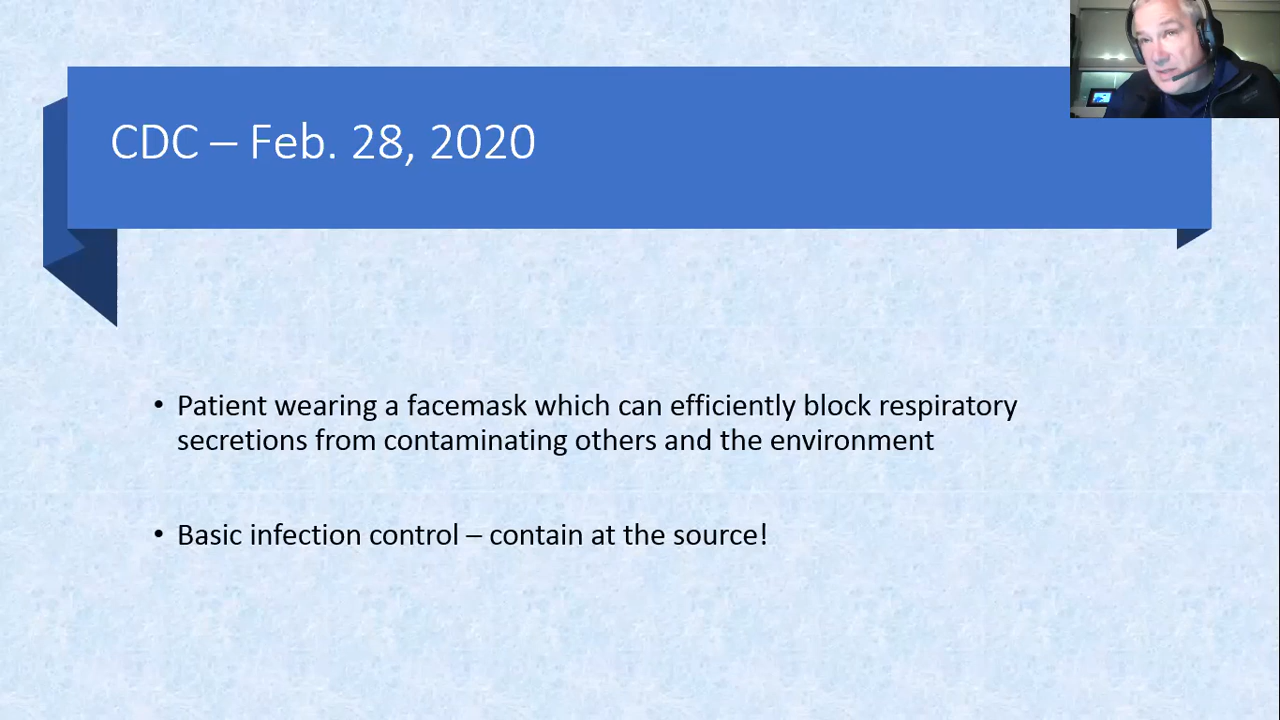 CDC – Feb. 28, 2020
• Patient wearing a facemask which can efficiently block respiratory
secretions from contaminating others and the environment
• Basic infection control – contain at the source!